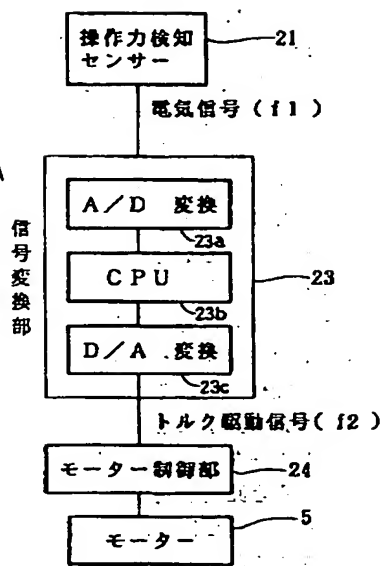 操作力検知
センサー
21
電気信号(f1)
信号変換部
A/D 変換
23a
CPU
23b
D/A 変換
23c
23
トルク駆動信号(f2)
モーター制御部
24
モーター
5